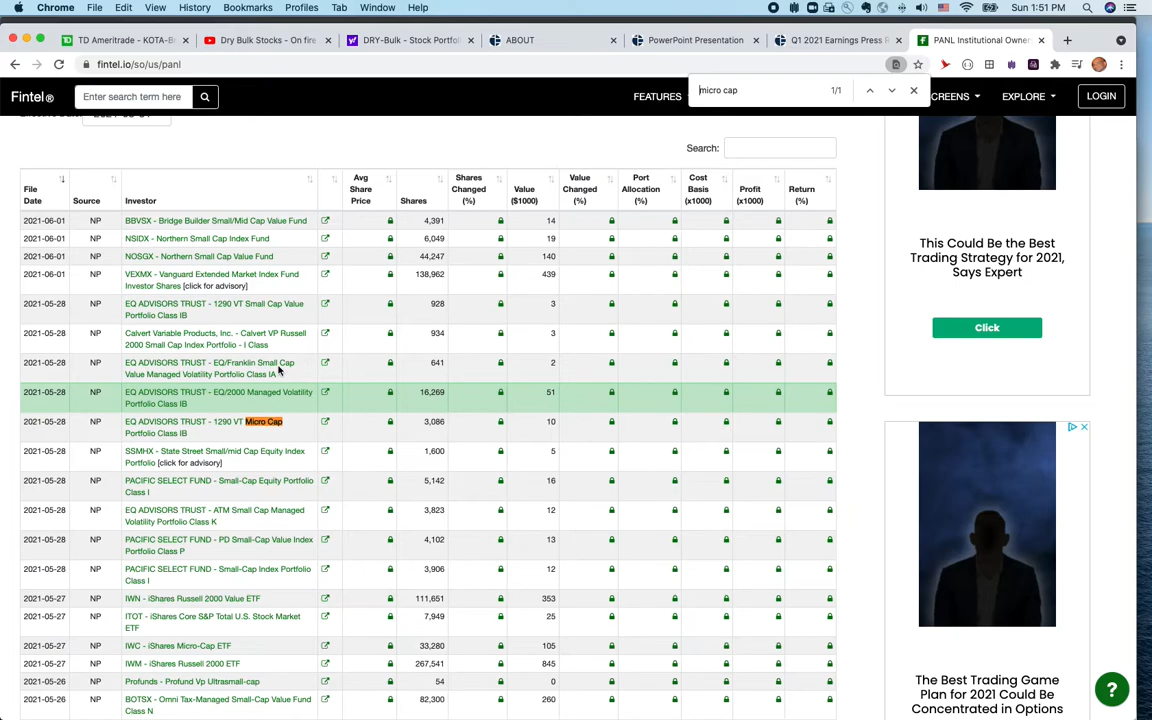 Chrome File Edit View History Bookmarks Profiles Tab Window Help Sun 1:51 PM
TD Ameritrade - KOTA-B DRY Bulk Stocks - On fire DRY-Bulk - Stock Portfol ABOUT PowerPoint Presentation Q1 2021 Earnings Press R PANL Institutional Owner
fintel.io/so/us/panl
micro cap 1/1
Fintel® Enter search term here FEATURES CREENS EXPLORE LOGIN
Search:
File Date Source Investor Avg Share Price Shares Shares Changed (%) Value ($1000) Value Changed (%) Port Allocation (%) Cost Basis (x1000) Profit (x1000) Return (%)
2021-06-01 NP BBVSX - Bridge Builder Small/Mid Cap Value Fund 4,391 14
2021-06-01 NP NSIDX - Northern Small Cap Index Fund 6,049 19
2021-06-01 NP NOSGX - Northern Small Cap Value Fund 44,247 140
2021-06-01 NP VEXMX - Vanguard Extended Market Index Fund 138,962 439
Investor Shares [click for advisory]
2021-05-28 NP EQ ADVISORS TRUST - 1290 VT Small Cap Value 928 3
Portfolio Class IB
2021-05-28 NP Calvert Variable Products, Inc. - Calvert VP Russell 934 3
2000 Small Cap Index Portfolio - I Class
2021-05-28 NP EQ ADVISORS TRUST - EQ/Franklin Small Cap 641 2
Value Managed Volatility Portfolio Class IA
2021-05-28 NP EQ ADVISORS TRUST - EQ/2000 Managed Volatility 16,269 51
Portfolio Class IB
2021-05-28 NP EQ ADVISORS TRUST - 1290 VT Micro Cap 3,086 10
Portfolio Class IB
2021-05-28 NP SSMHX - State Street Small/mid Cap Equity Index 1,600 5
Portfolio [click for advisory]
2021-05-28 NP PACIFIC SELECT FUND - Small-Cap Equity Portfolio 5,142 16
Class I
2021-05-28 NP EQ ADVISORS TRUST - ATM Small Cap Managed 3,823 12
Volatility Portfolio Class K
2021-05-28 NP PACIFIC SELECT FUND - PD Small-Cap Value Index 4,102 13
Portfolio Class P
2021-05-28 NP PACIFIC SELECT FUND - Small-Cap Index Portfolio 3,906 12
Class I
2021-05-27 NP IWN - iShares Russell 2000 Value ETF 111,651 353
2021-05-27 NP ITOT - iShares Core S&P Total U.S. Stock Market 7,949 25
ETF
2021-05-27 NP IWC - iShares Micro-Cap ETF 33,280 105
2021-05-27 NP IWM - iShares Russell 2000 ETF 267,541 845
2021-05-26 NP Profunds - Profund Vp Ultrasmall-cap 54 0
2021-05-26 NP BOTSX - Omni Tax-Managed Small-Cap Value Fund 82,300 260
Class N
This Could Be the Best
Trading Strategy for 2021,
Says Expert
Click
The Best Trading Game
Plan for 2021 Could Be
Concentrated in Options
?